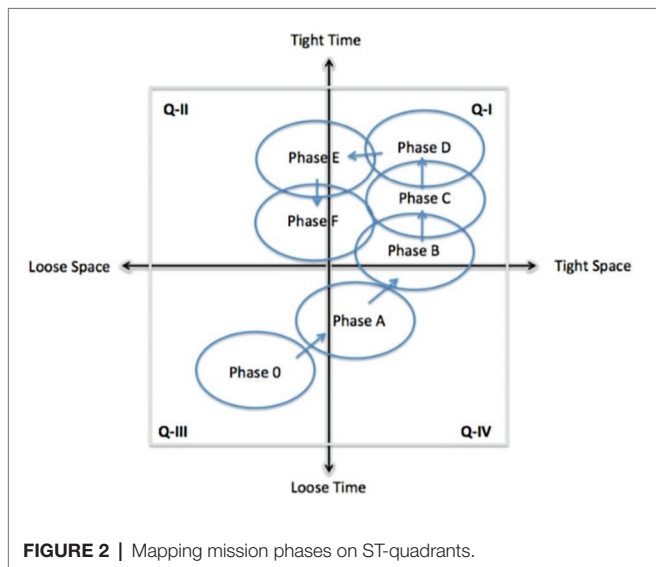 Tight Time
Q-II
Q-I
Phase D
Phase E
Phase C
Phase F
Phase B
Loose Space
Tight Space
Phase A
Phase 0
Q-III
Q-IV
Loose Time
FIGURE 2 | Mapping mission phases on ST-quadrants.